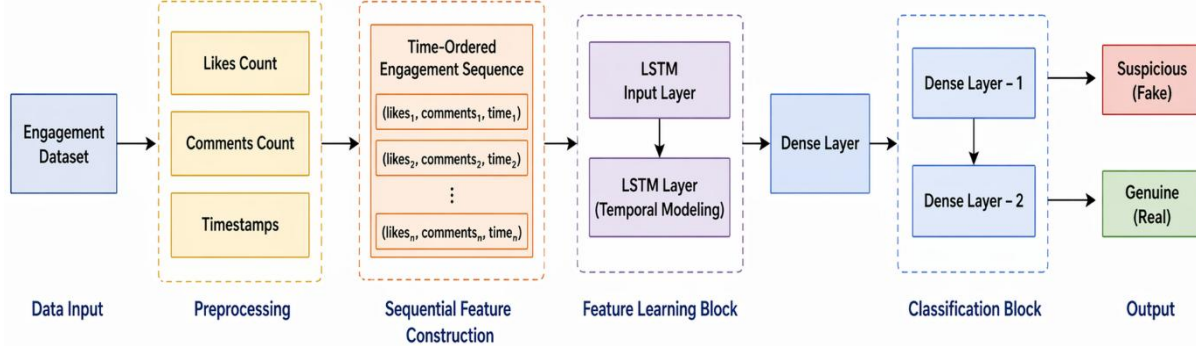 Engagement
Dataset
Data Input
Likes Count
Comments Count
Timestamps
Preprocessing
Time-Ordered
Engagement Sequence
(likes₁, comments₁, time₁)
(likes₂, comments₂, time₂)
⋮
(likesₙ, commentsₙ, timeₙ)
Sequential Feature
Construction
LSTM
Input Layer
LSTM Layer
(Temporal Modeling)
Feature Learning Block
Dense Layer
Dense Layer – 1
Dense Layer – 2
Classification Block
Suspicious
(Fake)
Genuine
(Real)
Output